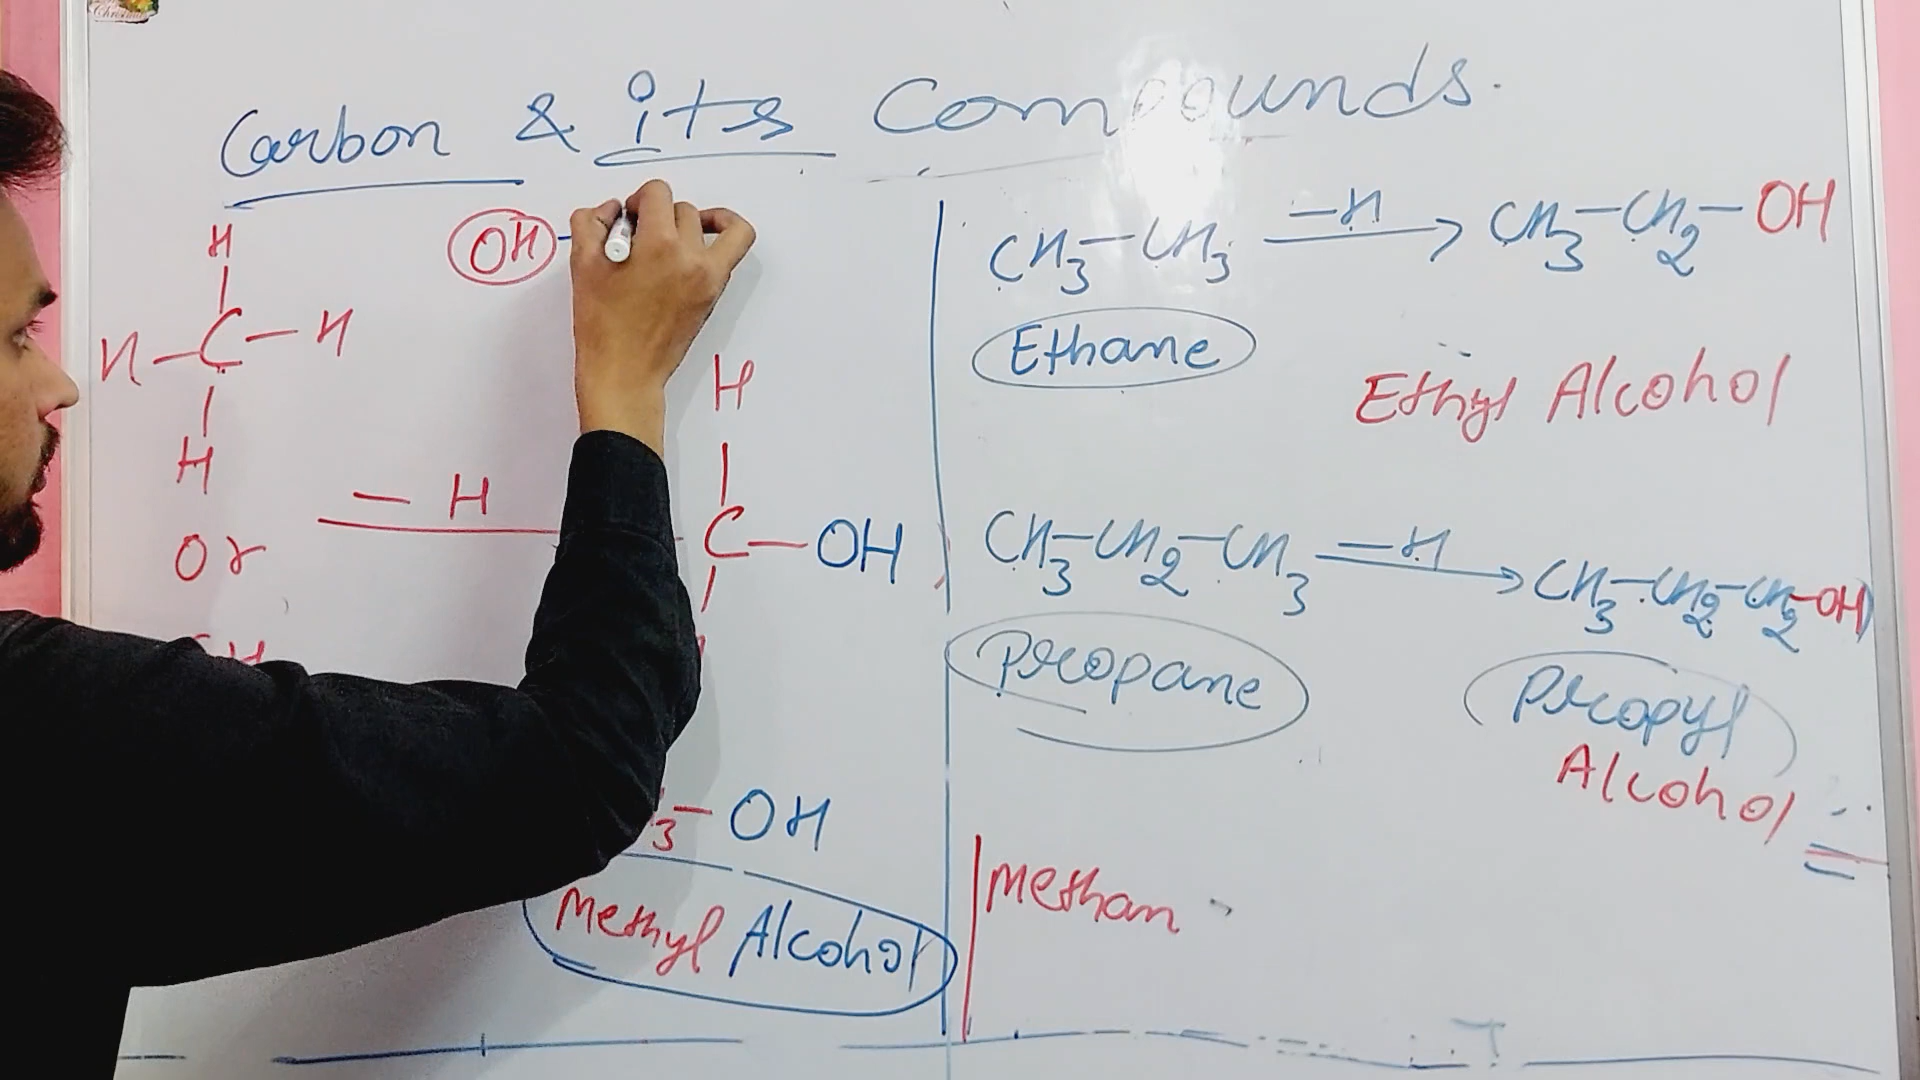 Carbon & its Compounds.
H
OH
H-C-H
H
-H
Or
H
C-OH
3-OH
Methyl Alcohol
CH3-CH3 -H→ CH3-CH2-OH
Ethane
Ethyl Alcohol
CH3-CH2-CH3 -H→ CH3-CH2-CH2-OH
Propane
Propyl
Alcohol
Methan